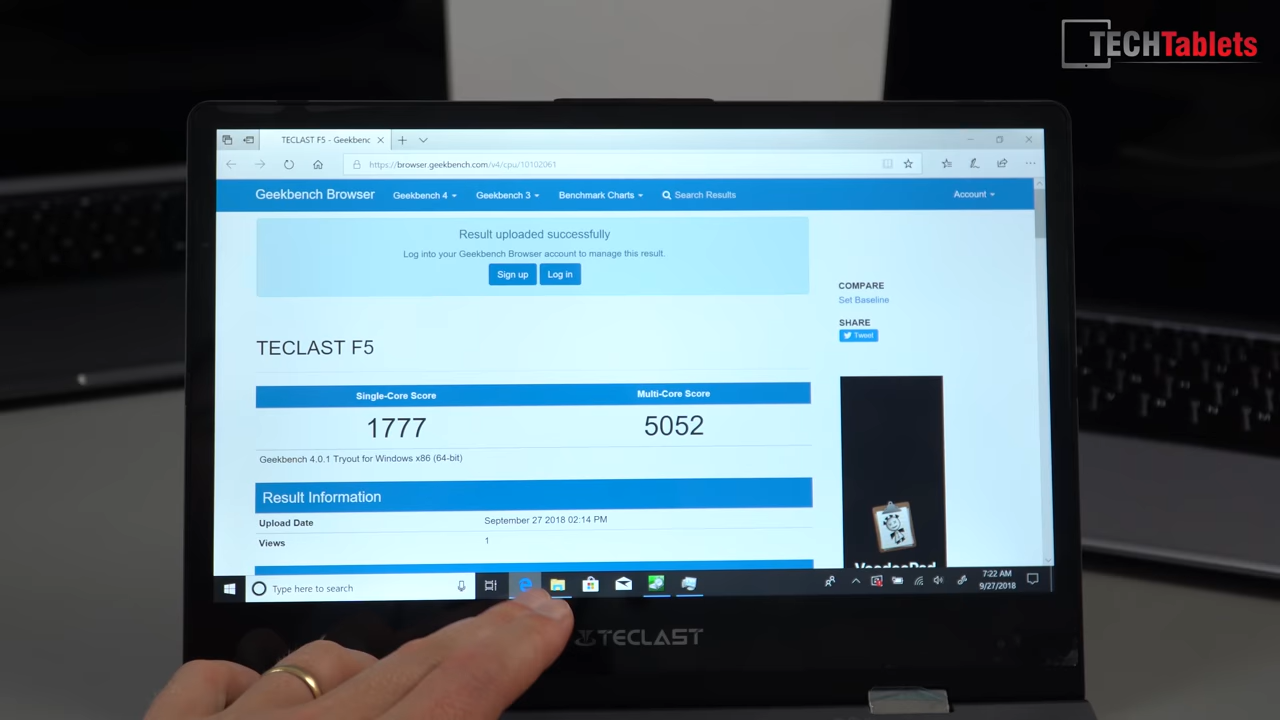 TECHTablets
TECLAST F5 - Geekbenc
https://browser.geekbench.com/v4/cpu/10102061
Geekbench Browser Geekbench 4 Geekbench 3 Benchmark Charts Search Results Account
Result uploaded successfully
Log into your Geekbench Browser account to manage this result.
Sign up Log in
COMPARE
Set Baseline
SHARE
Tweet
TECLAST F5
Single-Core Score Multi-Core Score
1777 5052
Geekbench 4.0.1 Tryout for Windows x86 (64-bit)
Result Information
Upload Date September 27 2018 02:14 PM
Views 1
VoodooPad
Type here to search
7:22 AM
9/27/2018
TECLAST